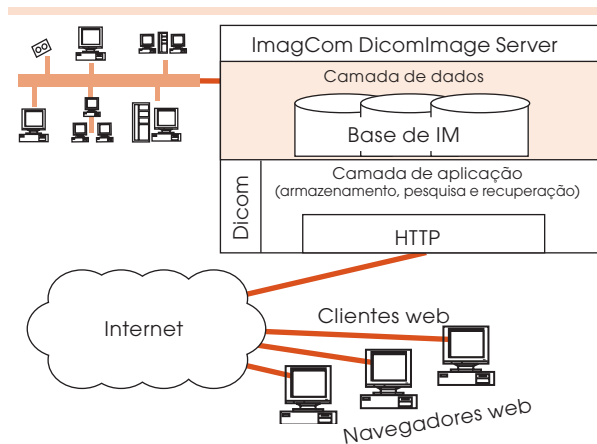 ImagCom DicomImage Server
Camada de dados
Base de IM
Dicom
Camada de aplicação
(armazenamento, pesquisa e recuperação)
HTTP
Internet
Clientes web
Navegadores web